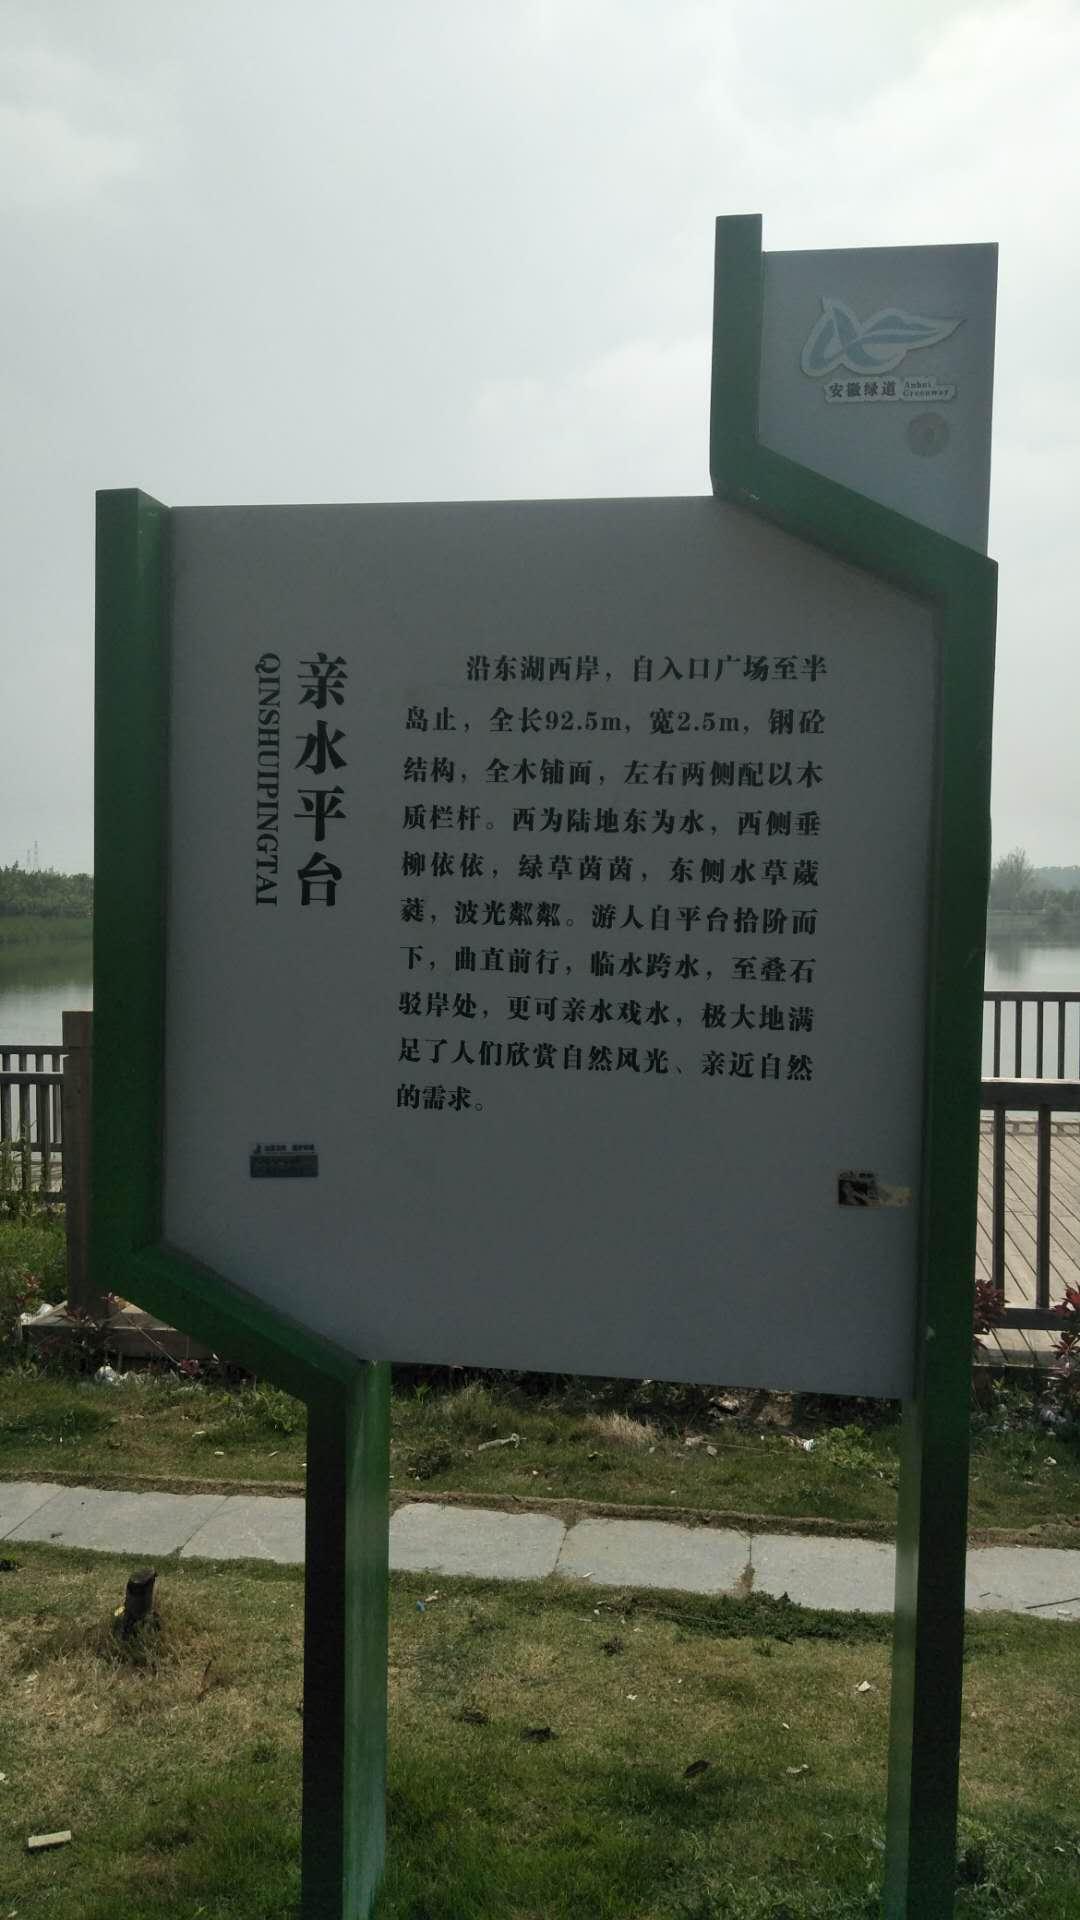 安徽绿道
Anhui
Greenway
亲水平台
QINSHUIPINGTAI
沿东湖西岸，自入口广场至半
岛止，全长92.5m，宽2.5m，钢砼
结构，全木铺面，左右两侧配以木
质栏杆。西为陆地东为水，西侧垂
柳依依，绿草茵茵，东侧水草葳
蕤，波光粼粼。游人自平台拾阶而
下，曲直前行，临水跨水，至叠石
驳岸处，更可亲水戏水，极大地满
足了人们欣赏自然风光、亲近自然
的需求。